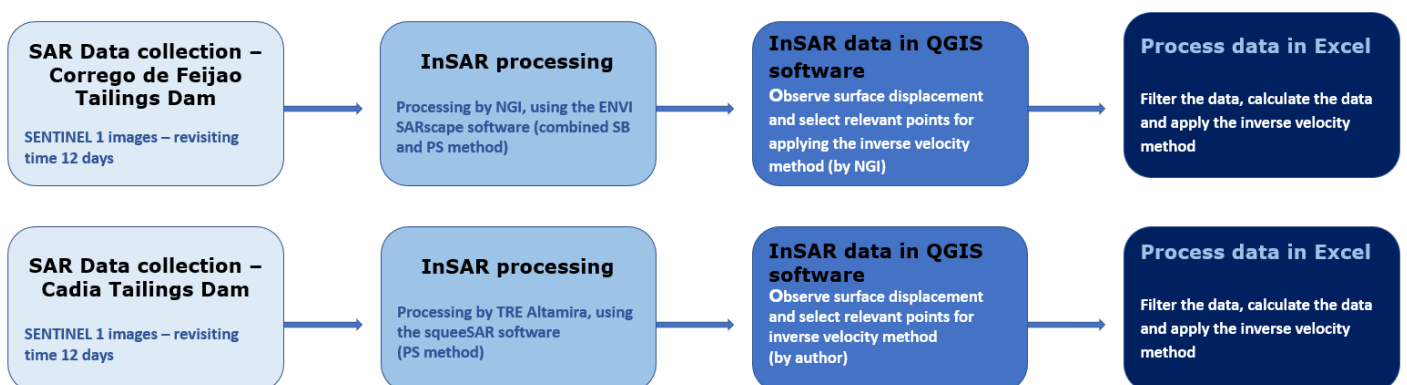 SAR Data collection –
Corrego de Feijao
Tailings Dam
SENTINEL 1 images – revisiting
time 12 days
InSAR processing
Processing by NGI, using the ENVI
SARscape software (combined SB
and PS method)
InSAR data in QGIS
software
Observe surface displacement
and select relevant points for
applying the inverse velocity
method (by NGI)
Process data in Excel
Filter the data, calculate the data
and apply the inverse velocity
method
SAR Data collection –
Cadia Tailings Dam
SENTINEL 1 images – revisiting
time 12 days
InSAR processing
Processing by TRE Altamira, using
the squeeSAR software
(PS method)
InSAR data in QGIS
software
Observe surface displacement
and select relevant points for
inverse velocity method
(by author)
Process data in Excel
Filter the data, calculate the data
and apply the inverse velocity
method